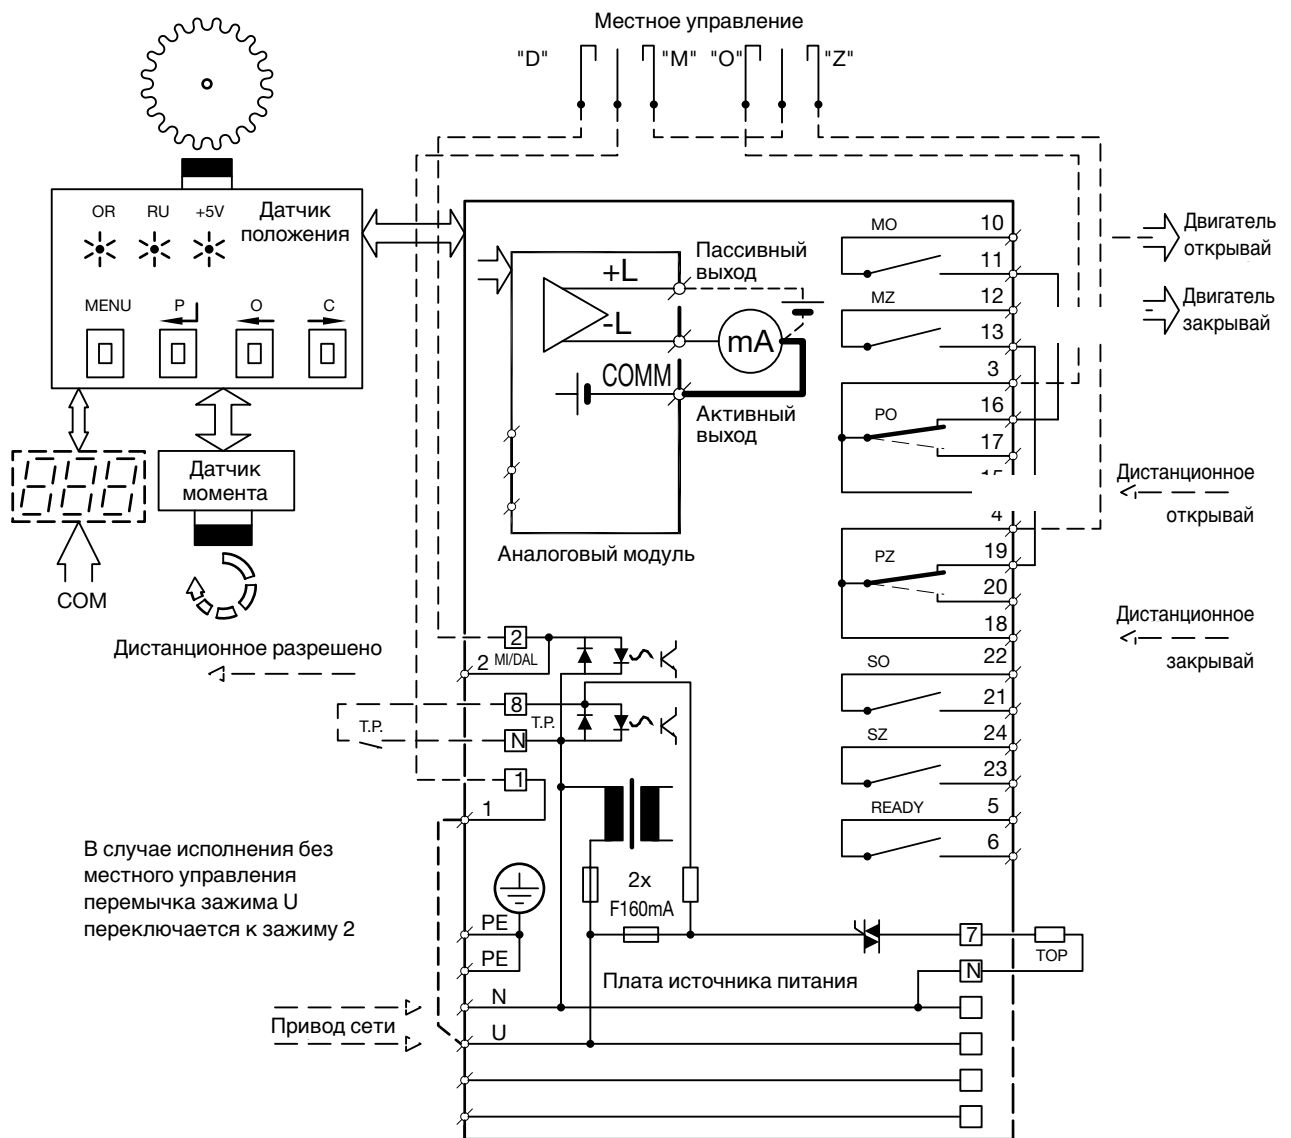 Местное управление
"D"
"M"
"O"
"Z"
OR
RU
+5V
Датчик
положения
MENU
P
O
C
Датчик
момента
COM
Дистанционное разрешено
+L
-L
COMM
mA
Пассивный
выход
Активный
выход
Аналоговый модуль
MO
10
11
MZ
12
13
3
PO
16
17
4
PZ
19
20
18
SO
22
21
SZ
24
23
READY
5
6
Двигатель
открывай
Двигатель
закрывай
Дистанционное
открывай
Дистанционное
закрывай
2
2
MI/DAL
8
T.P.
T.P.
N
1
1
В случае исполнения без
местного управления
перемычка зажима U
переключается к зажиму 2
2x
F160mA
PE
PE
7
TOP
N
Плата источника питания
N
Привод сети
U